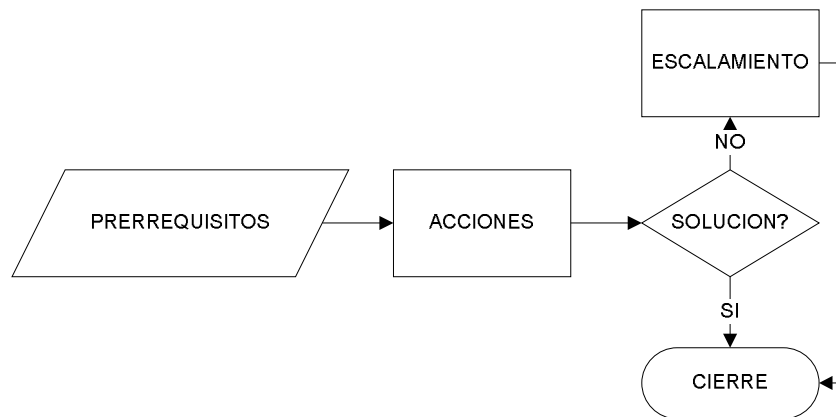 ESCALAMIENTO
NO
PRERREQUISITOS
ACCIONES
SOLUCION?
SI
CIERRE